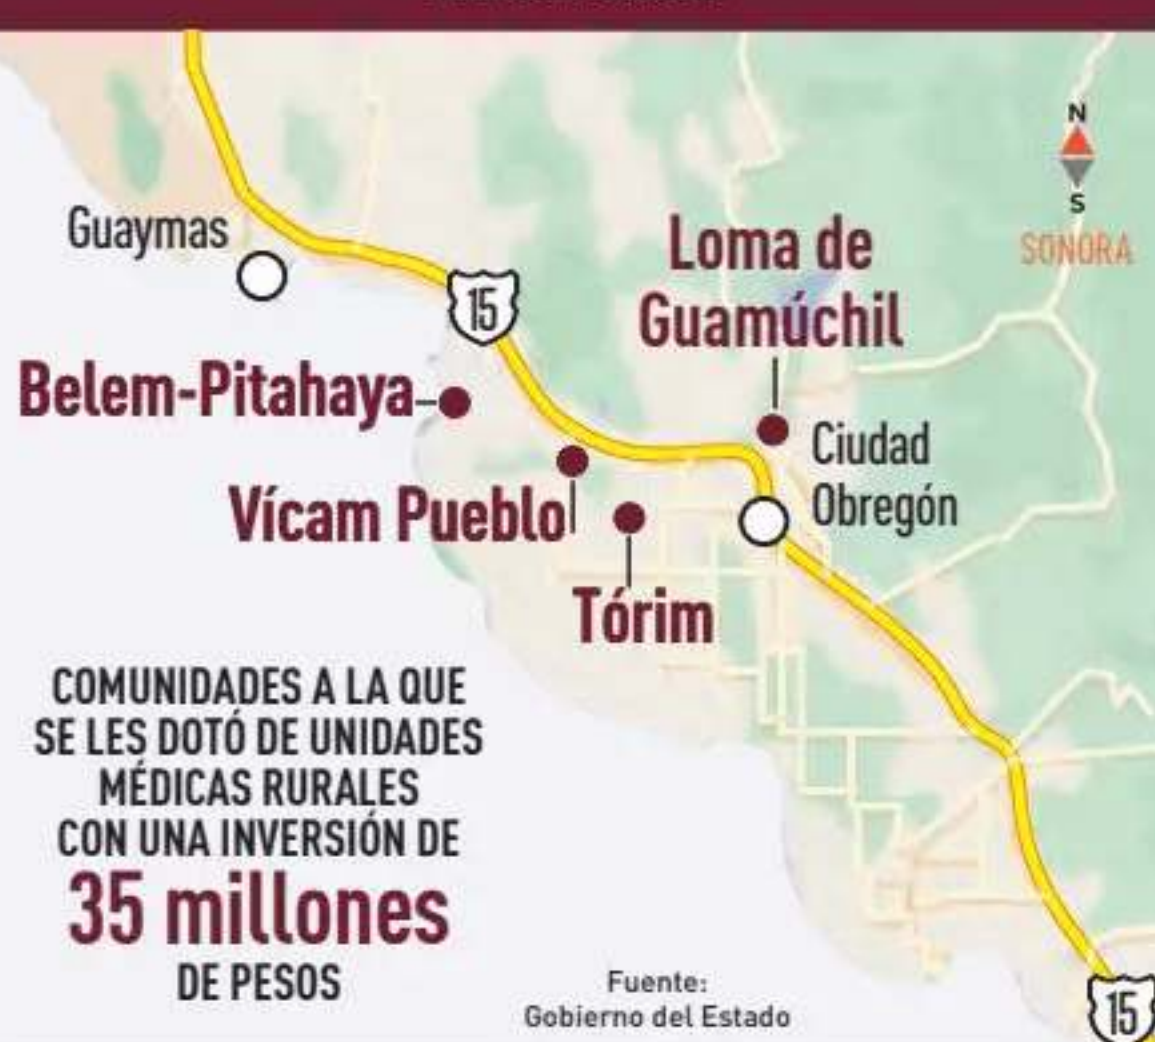 N
S
SONORA
Guaymas
15
Loma de
Guamúchil
Belem-Pitahaya
Ciudad
Obregón
Vícam Pueblo
Tórim
COMUNIDADES A LA QUE
SE LES DOTÓ DE UNIDADES
MÉDICAS RURALES
CON UNA INVERSIÓN DE
35 millones
DE PESOS
Fuente:
Gobierno del Estado
15